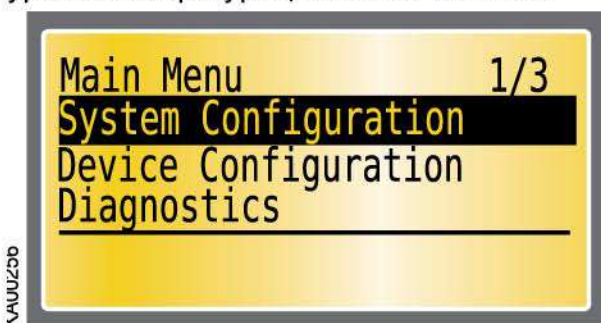 Main Menu 1/3
System Configuration
Device Configuration
Diagnostics